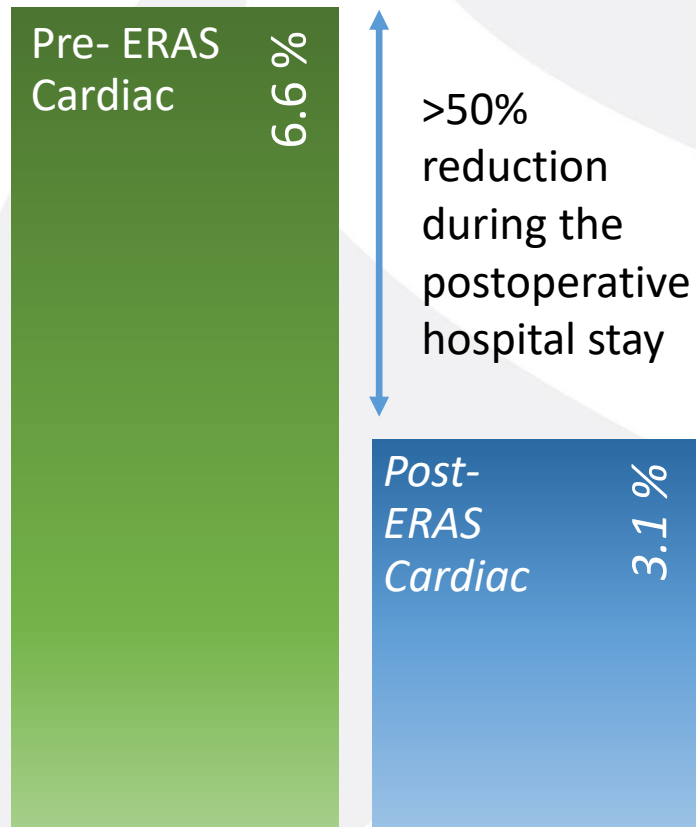 Pre- ERAS
Cardiac
6.6 %
>50%
reduction
during the
postoperative
hospital stay
Post-
ERAS
Cardiac
3.1 %